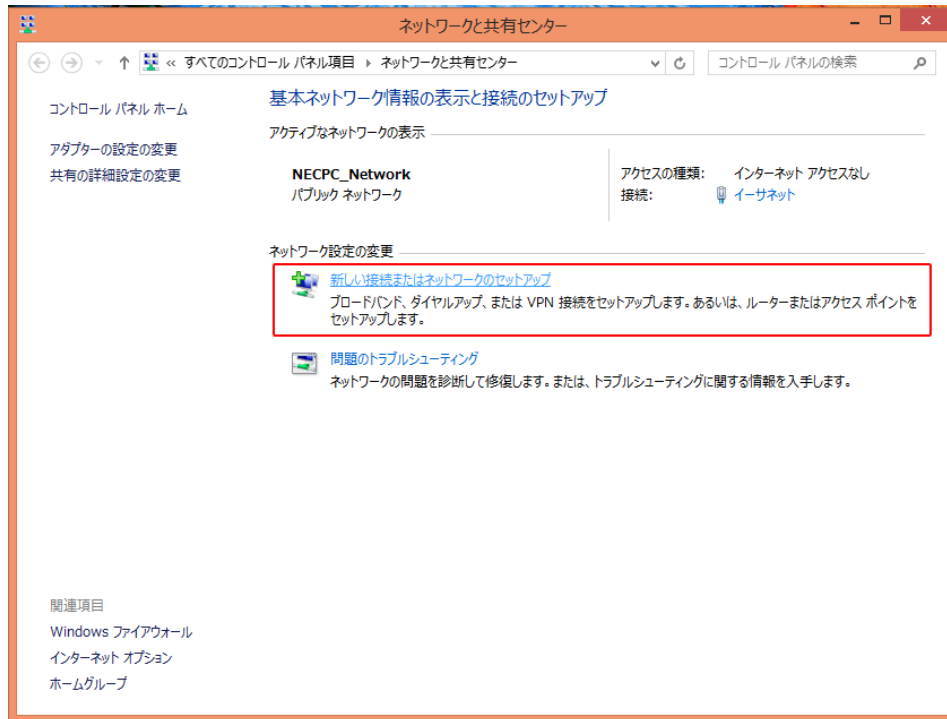 ネットワークと共有センター
« すべてのコントロール パネル項目 ネットワークと共有センター
コントロール パネルの検索
コントロール パネル ホーム
アダプターの設定の変更
共有の詳細設定の変更
基本ネットワーク情報の表示と接続のセットアップ
アクティブなネットワークの表示
NECPC_Network
パブリック ネットワーク
アクセスの種類: インターネット アクセスなし
接続: イーサネット
ネットワーク設定の変更
新しい接続またはネットワークのセットアップ
ブロードバンド、ダイヤルアップ、または VPN 接続をセットアップします。あるいは、ルーターまたはアクセス ポイントを
セットアップします。
問題のトラブルシューティング
ネットワークの問題を診断して修復します。または、トラブルシューティングに関する情報を入手します。
関連項目
Windows ファイアウォール
インターネット オプション
ホームグループ